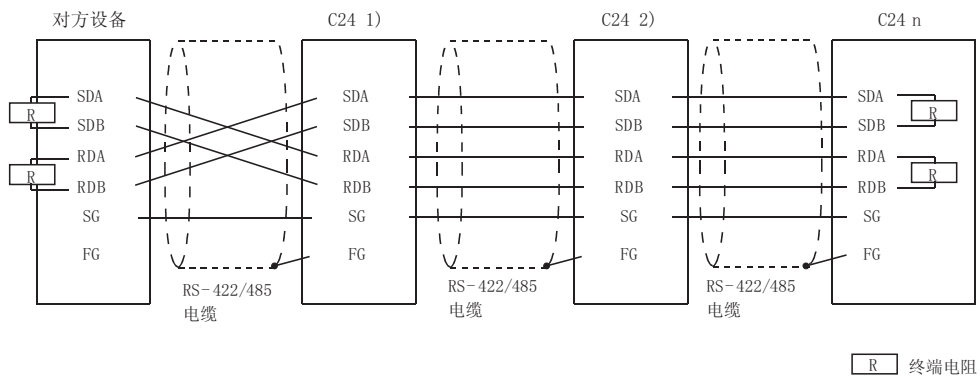 对方设备 C24 1) C24 2) C24 n
SDA SDA SDA SDA
R R
SDB SDB SDB SDB
RDA RDA RDA RDA
R R
RDB RDB RDB RDB
SG SG SG SG
FG FG FG FG
RS-422/485 RS-422/485 RS-422/485
电缆 电缆 电缆
R 终端电阻